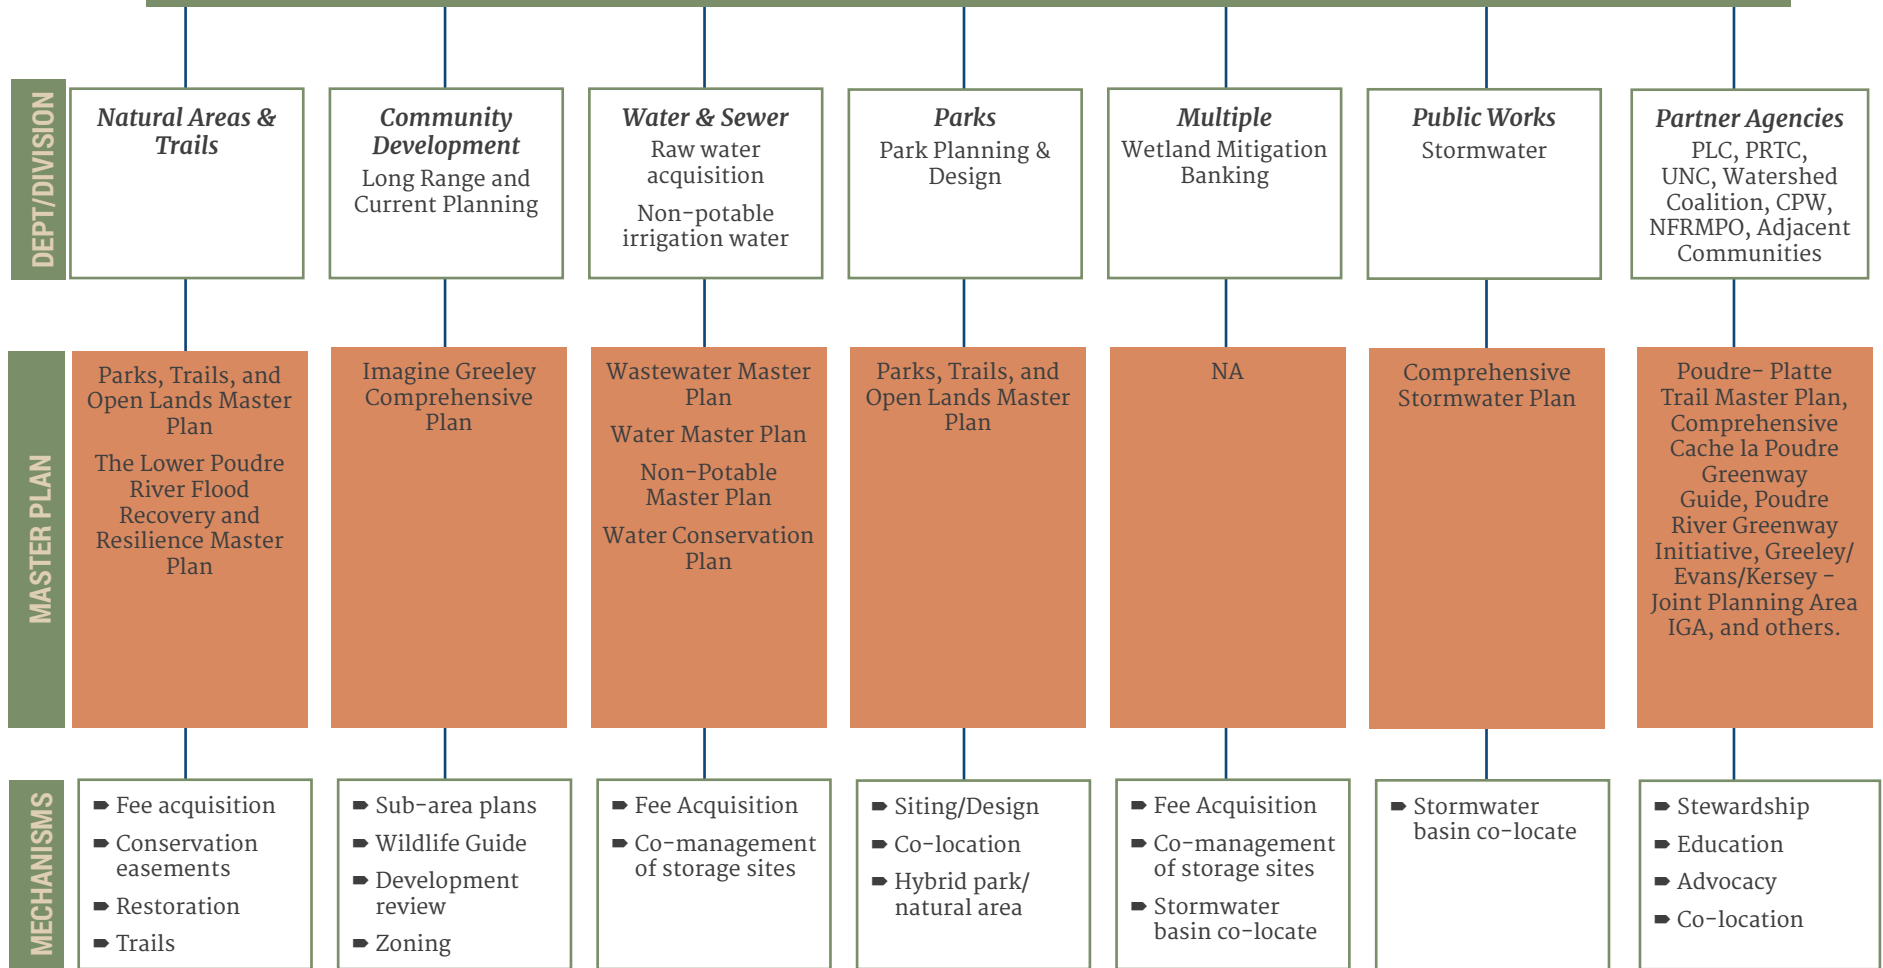 DEPT/DIVISION
Natural Areas &
Trails
Community
Development
Long Range and
Current Planning
Water & Sewer
Raw water
acquisition
Non-potable
irrigation water
Parks
Park Planning &
Design
Multiple
Wetland Mitigation
Banking
Public Works
Stormwater
Partner Agencies
PLC, PRTC,
UNC, Watershed
Coalition, CPW,
NFRMPO, Adjacent
Communities
MASTER PLAN
Parks, Trails, and
Open Lands Master
Plan
The Lower Poudre
River Flood
Recovery and
Resilience Master
Plan
Imagine Greeley
Comprehensive
Plan
Wastewater Master
Plan
Water Master Plan
Non-Potable
Master Plan
Water Conservation
Plan
Parks, Trails, and
Open Lands Master
Plan
NA
Comprehensive
Stormwater Plan
Poudre- Platte
Trail Master Plan,
Comprehensive
Cache la Poudre
Greenway
Guide, Poudre
River Greenway
Initiative, Greeley/
Evans/Kersey -
Joint Planning Area
IGA, and others.
MECHANISMS
Fee acquisition
Conservation
easements
Restoration
Trails
Sub-area plans
Wildlife Guide
Development
review
Zoning
Fee Acquisition
Co-management
of storage sites
Siting/Design
Co-location
Hybrid park/
natural area
Fee Acquisition
Co-management
of storage sites
Stormwater
basin co-locate
Stormwater
basin co-locate
Stewardship
Education
Advocacy
Co-location